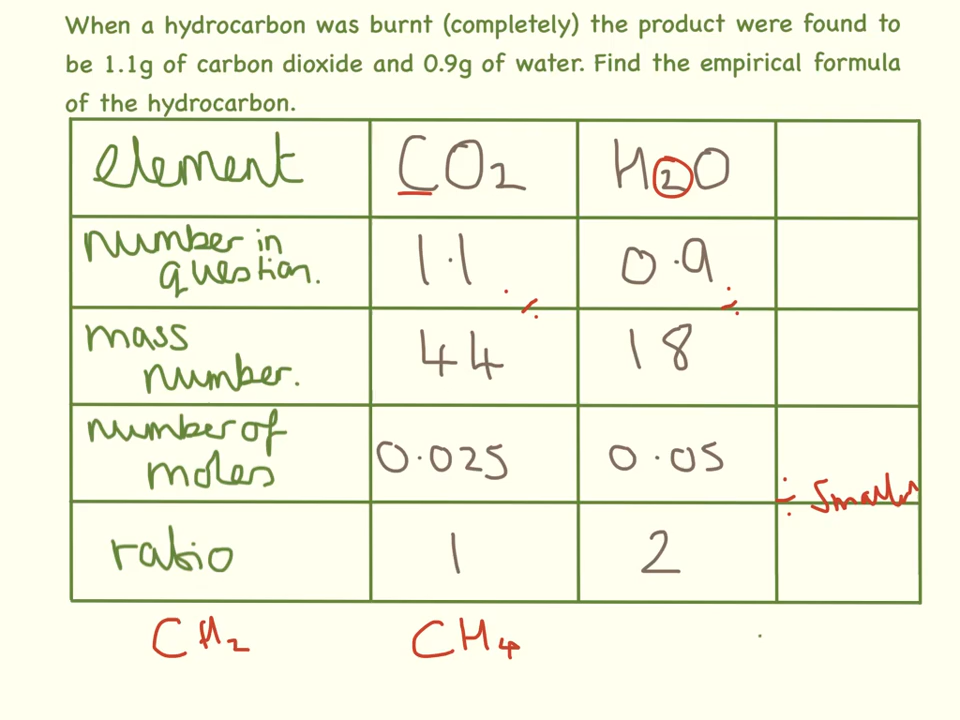 When a hydrocarbon was burnt (completely) the product were found to
be 1.1g of carbon dioxide and 0.9g of water. Find the empirical formula
of the hydrocarbon.
element CO2 H2O
number in
question. 1.1 0.9
÷ ÷
mass
number. 44 18
number of
moles 0.025 0.05
÷ smaller
ratio 1 2
CH2 CH4